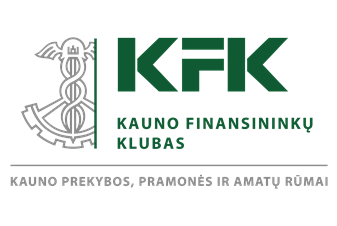 KFK
KAUNO FINANSININKŲ
KLUBAS
KAUNO PREKYBOS, PRAMONĖS IR AMATŲ RŪMAI